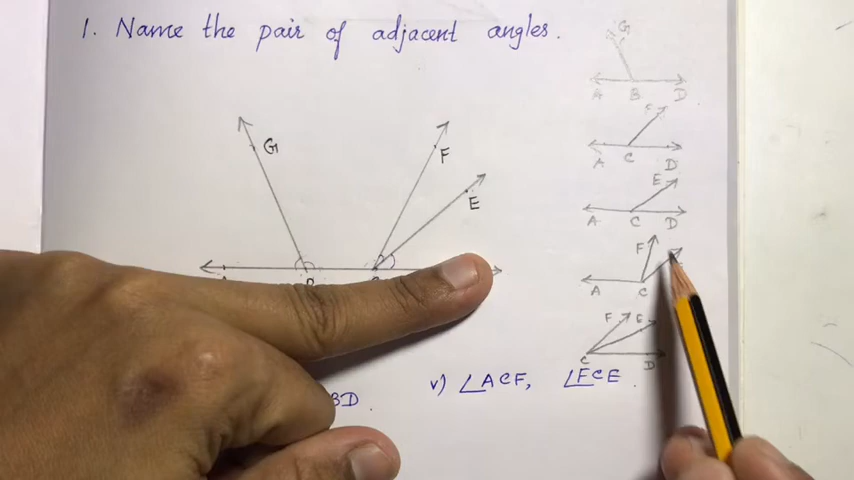 1. Name the pair of adjacent angles.
G
A B D
G
F
E
A C D
E
A C D
F
A C
F E
C D
BD.
v) ∠ACF, ∠FCE.